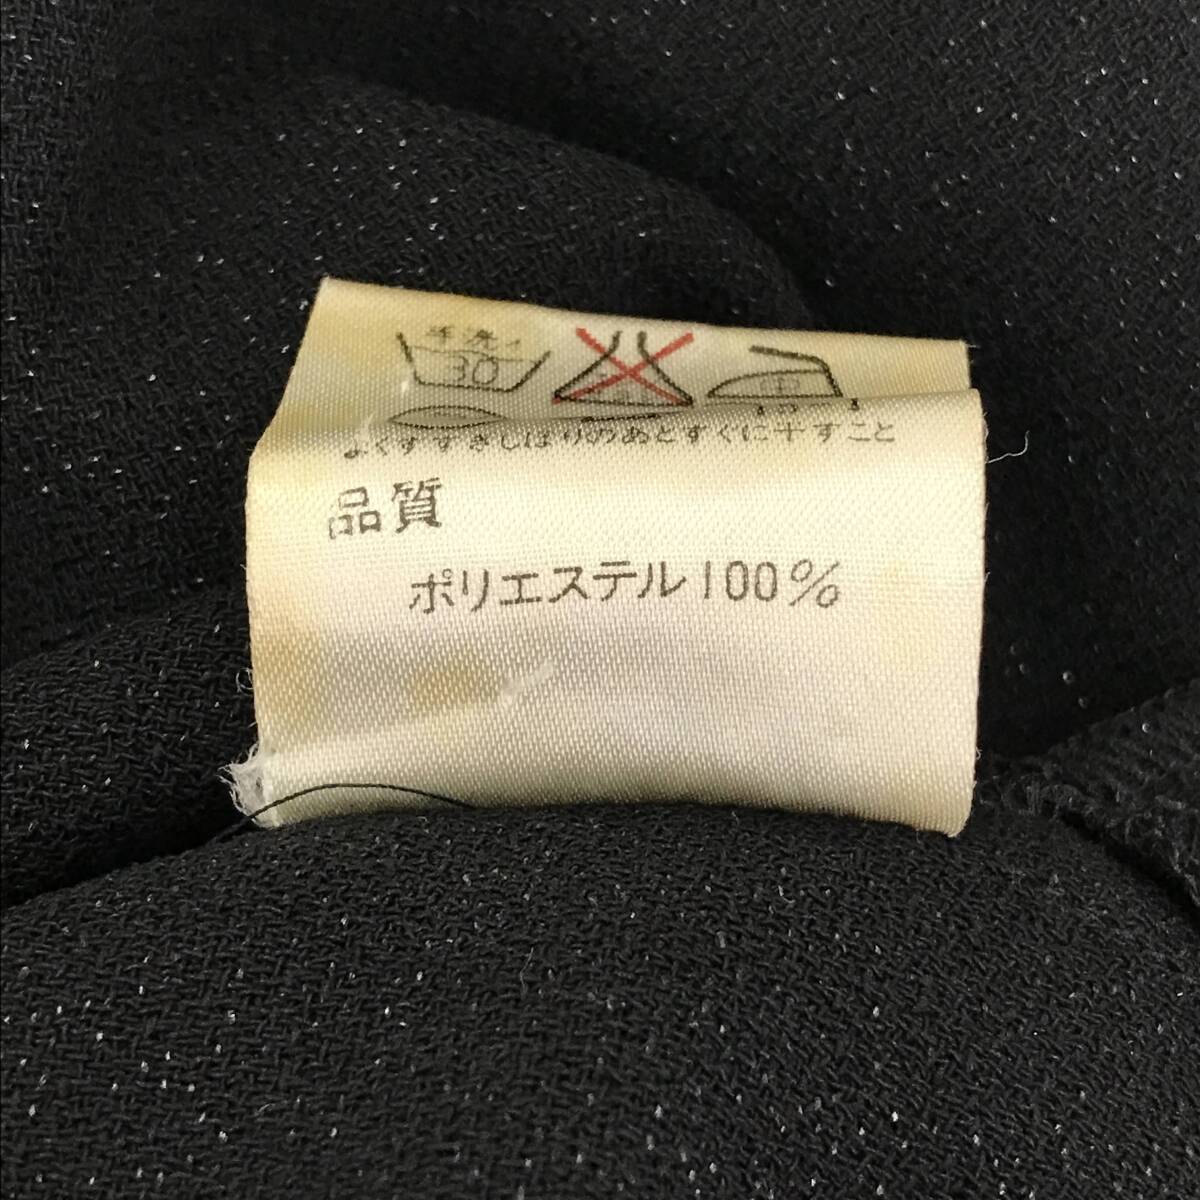 手洗イ
30
中
よくすすぎしぼりのあとすぐに干すこと
品質
ポリエステル100%